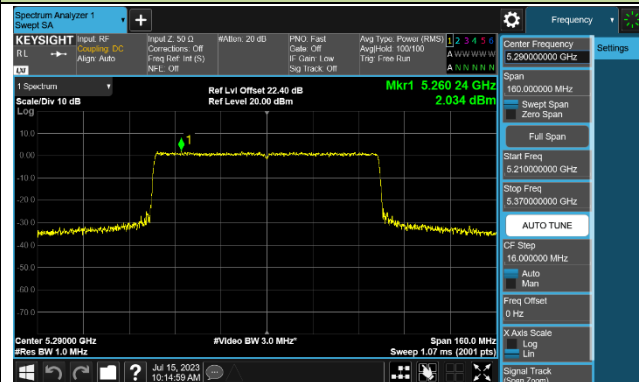 Spectrum Analyzer 1
Swept SA
Frequency
KEYSIGHT
RL
LXI
Input: RF
Coupling: DC
Align: Auto
Input Z: 50 Ω
Corrections: Off
Freq Ref: Int (S)
NFE: Off
#Atten: 20 dB
PNO: Fast
Gate: Off
IF Gain: Low
Sig Track: Off
Avg Type: Power (RMS)
Avg|Hold: 100/100
Trig: Free Run
1 2 3 4 5 6
A W W W W W
A N N N N N
1 Spectrum
Scale/Div 10 dB
Log
Ref Lvl Offset 22.40 dB
Ref Level 20.00 dBm
Mkr1 5.260 24 GHz
2.034 dBm
10.0
0.00
-10.0
-20.0
-30.0
-40.0
-50.0
-60.0
-70.0
1
Center 5.29000 GHz
#Res BW 1.0 MHz
#Video BW 3.0 MHz*
Span 160.0 MHz
Sweep 1.07 ms (2001 pts)
Jul 15, 2023
10:14:59 AM
Center Frequency
5.290000000 GHz
Settings
Span
160.000000 MHz
Swept Span
Zero Span
Full Span
Start Freq
5.210000000 GHz
Stop Freq
5.370000000 GHz
AUTO TUNE
CF Step
16.000000 MHz
Auto
Man
Freq Offset
0 Hz
X Axis Scale
Log
Lin
Signal Track
(Span Zoom)